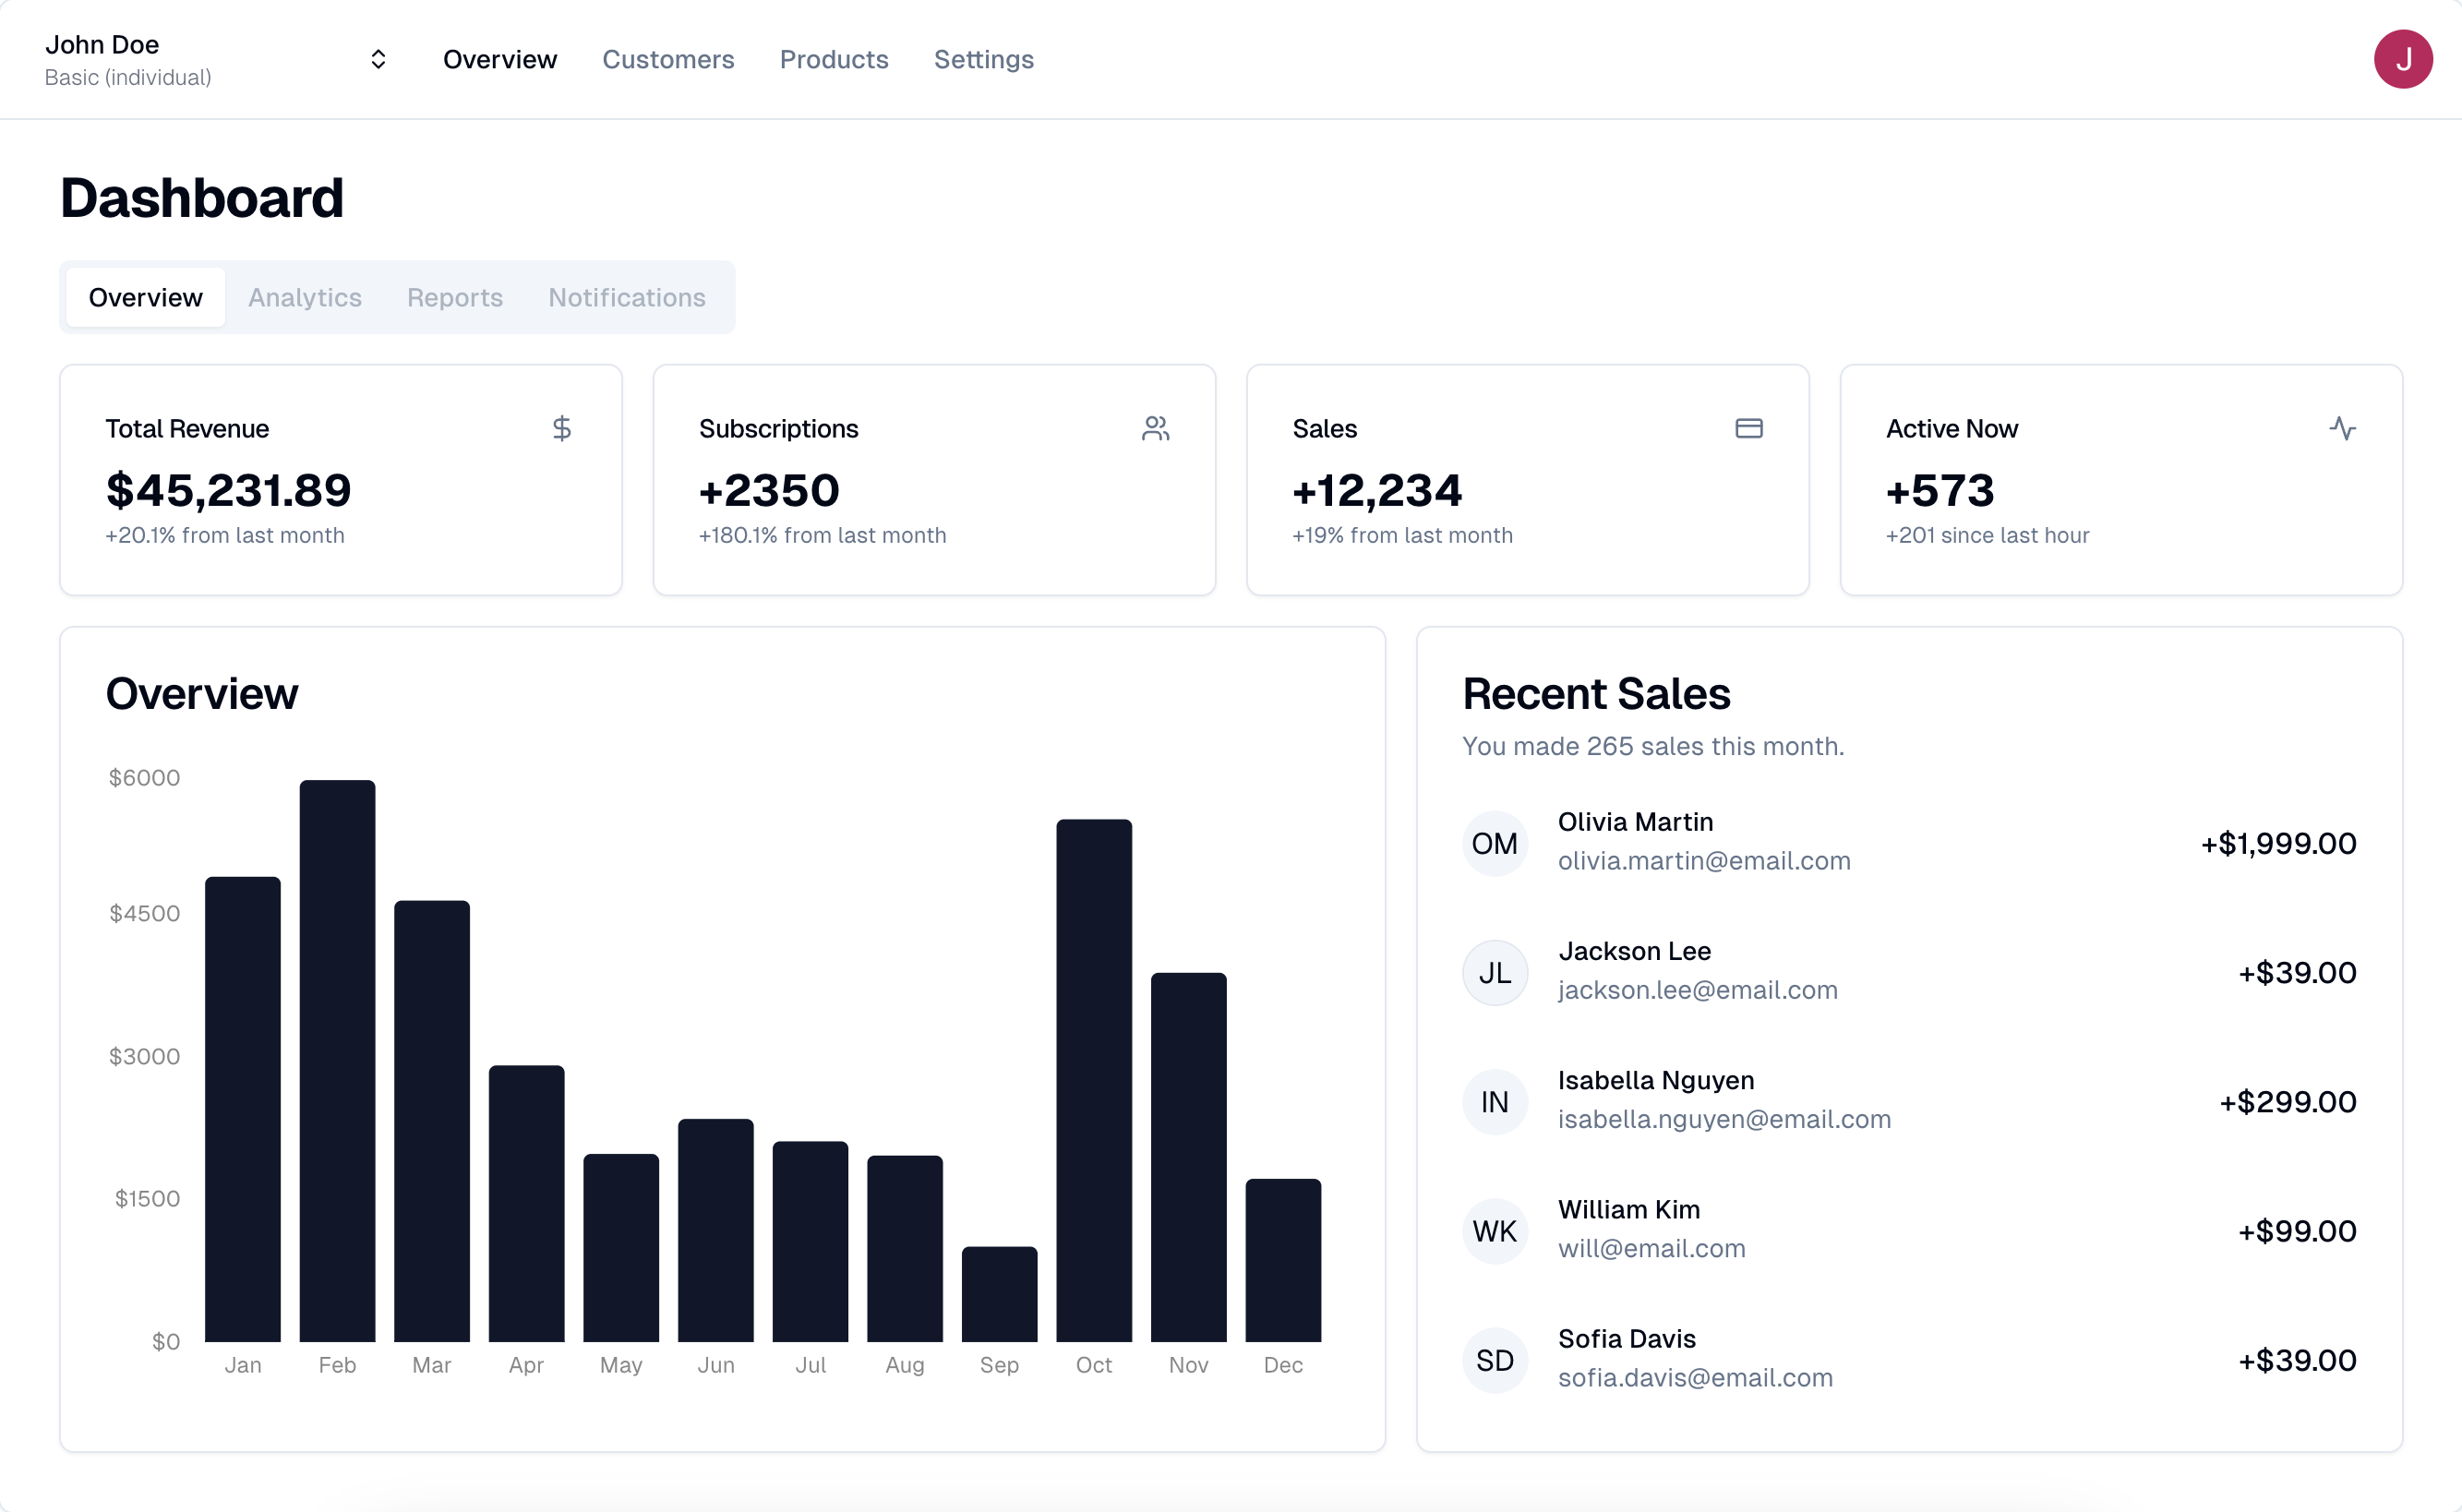 John Doe
Basic (individual)
Overview Customers Products Settings
J
Dashboard
Overview Analytics Reports Notifications
Total Revenue
$45,231.89
+20.1% from last month
Subscriptions
+2350
+180.1% from last month
Sales
+12,234
+19% from last month
Active Now
+573
+201 since last hour
Overview
$6000
$4500
$3000
$1500
$0
Jan Feb Mar Apr May Jun Jul Aug Sep Oct Nov Dec
Recent Sales
You made 265 sales this month.
OM
Olivia Martin
olivia.martin@email.com
+$1,999.00
JL
Jackson Lee
jackson.lee@email.com
+$39.00
IN
Isabella Nguyen
isabella.nguyen@email.com
+$299.00
WK
William Kim
will@email.com
+$99.00
SD
Sofia Davis
sofia.davis@email.com
+$39.00